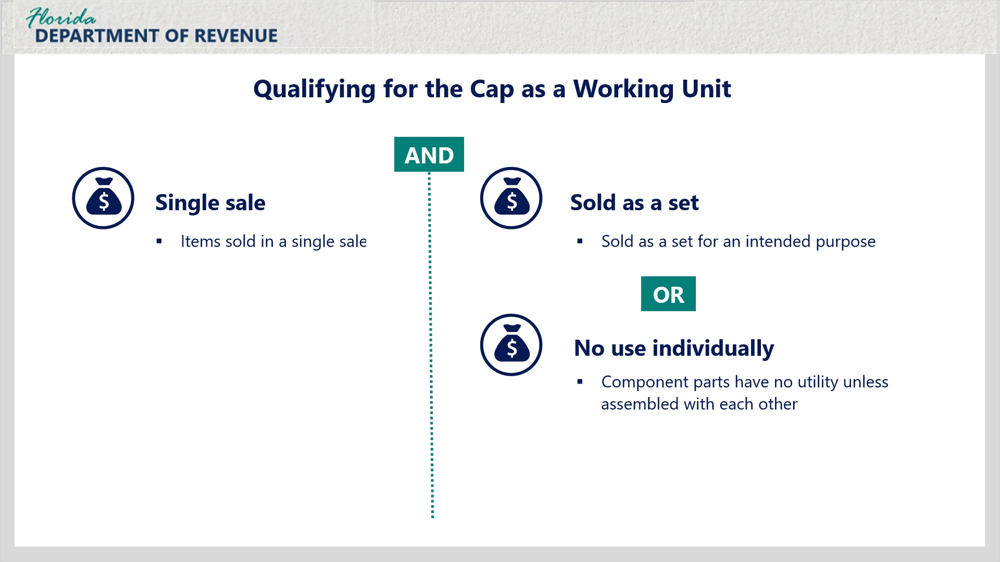 Florida
DEPARTMENT OF REVENUE
Qualifying for the Cap as a Working Unit
AND
$
Single sale
▪ Items sold in a single sale
$
Sold as a set
▪ Sold as a set for an intended purpose
OR
$
No use individually
▪ Component parts have no utility unless
assembled with each other